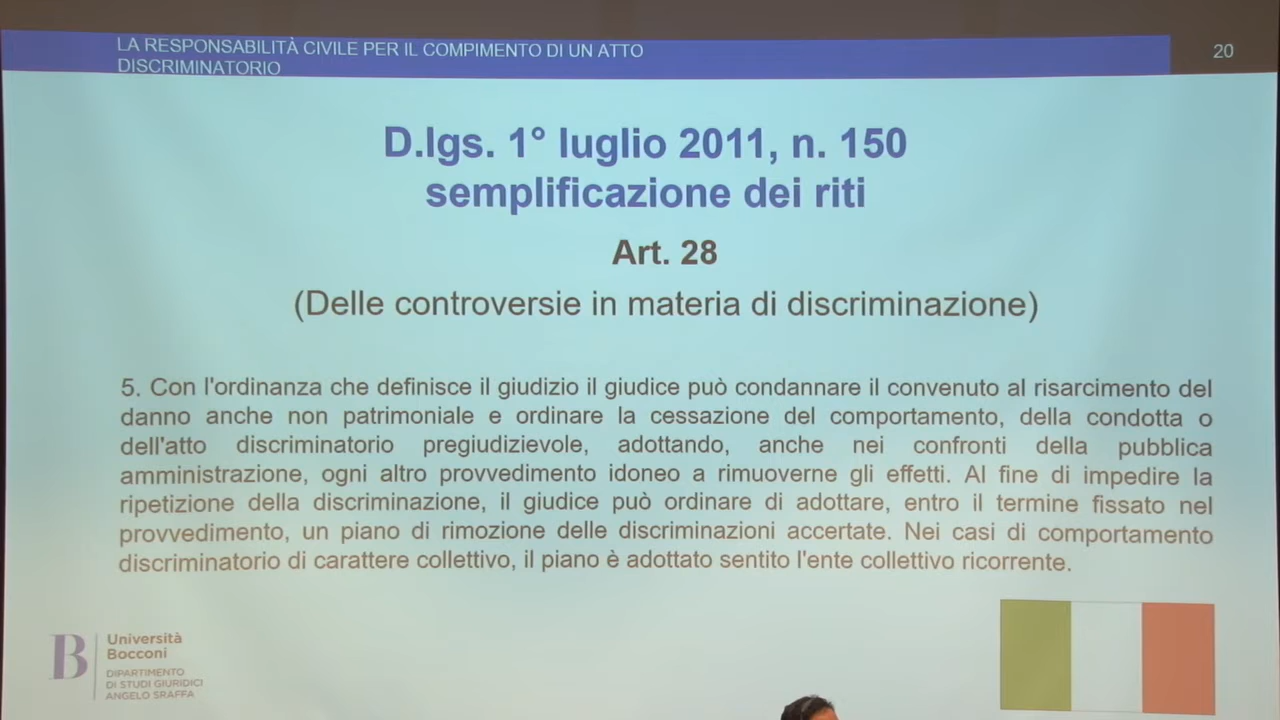 LA RESPONSABILITÀ CIVILE PER IL COMPIMENTO DI UN ATTO
DISCRIMINATORIO
20
D.lgs. 1° luglio 2011, n. 150
semplificazione dei riti
Art. 28
(Delle controversie in materia di discriminazione)
5. Con l'ordinanza che definisce il giudizio il giudice può condannare il convenuto al risarcimento del
danno anche non patrimoniale e ordinare la cessazione del comportamento, della condotta o
dell'atto discriminatorio pregiudizievole, adottando, anche nei confronti della pubblica
amministrazione, ogni altro provvedimento idoneo a rimuoverne gli effetti. Al fine di impedire la
ripetizione della discriminazione, il giudice può ordinare di adottare, entro il termine fissato nel
provvedimento, un piano di rimozione delle discriminazioni accertate. Nei casi di comportamento
discriminatorio di carattere collettivo, il piano è adottato sentito l'ente collettivo ricorrente.
B
Università
Bocconi
DIPARTIMENTO
DI STUDI GIURIDICI
ANGELO SRAFFA